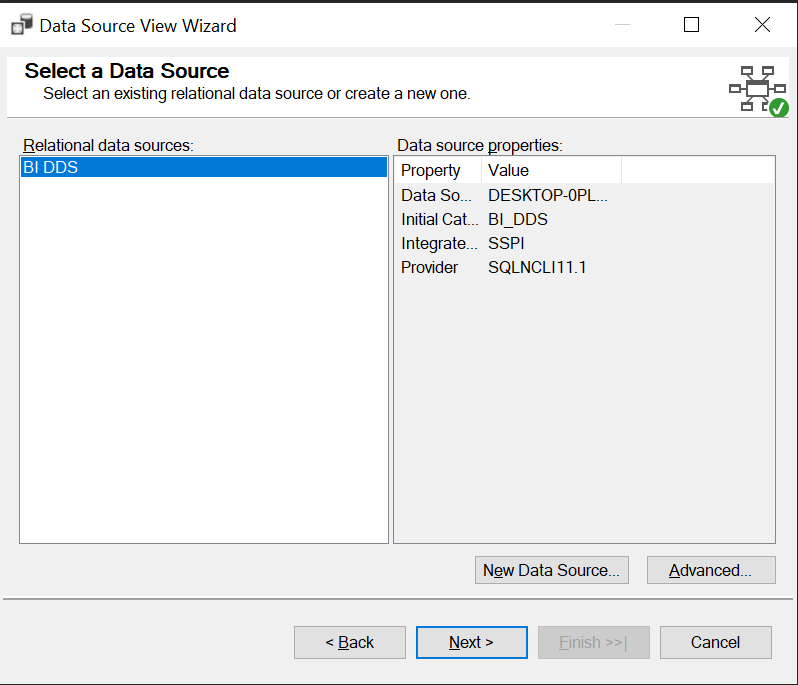 Data Source View Wizard
Select a Data Source
Select an existing relational data source or create a new one.
Relational data sources:
BI DDS
Data source properties:
Property Value
Data So... DESKTOP-0PL...
Initial Cat... BI_DDS
Integrate... SSPI
Provider SQLNCLI11.1
New Data Source... Advanced...
< Back Next > Finish >>| Cancel